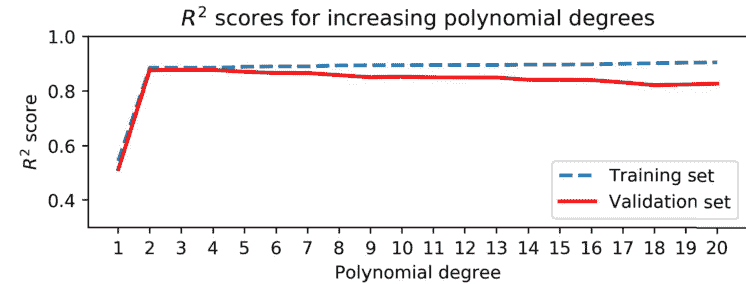 R² scores for increasing polynomial degrees
1.0
0.8
0.6
0.4
R² score
Training set
Validation set
1 2 3 4 5 6 7 8 9 10 11 12 13 14 15 16 17 18 19 20
Polynomial degree